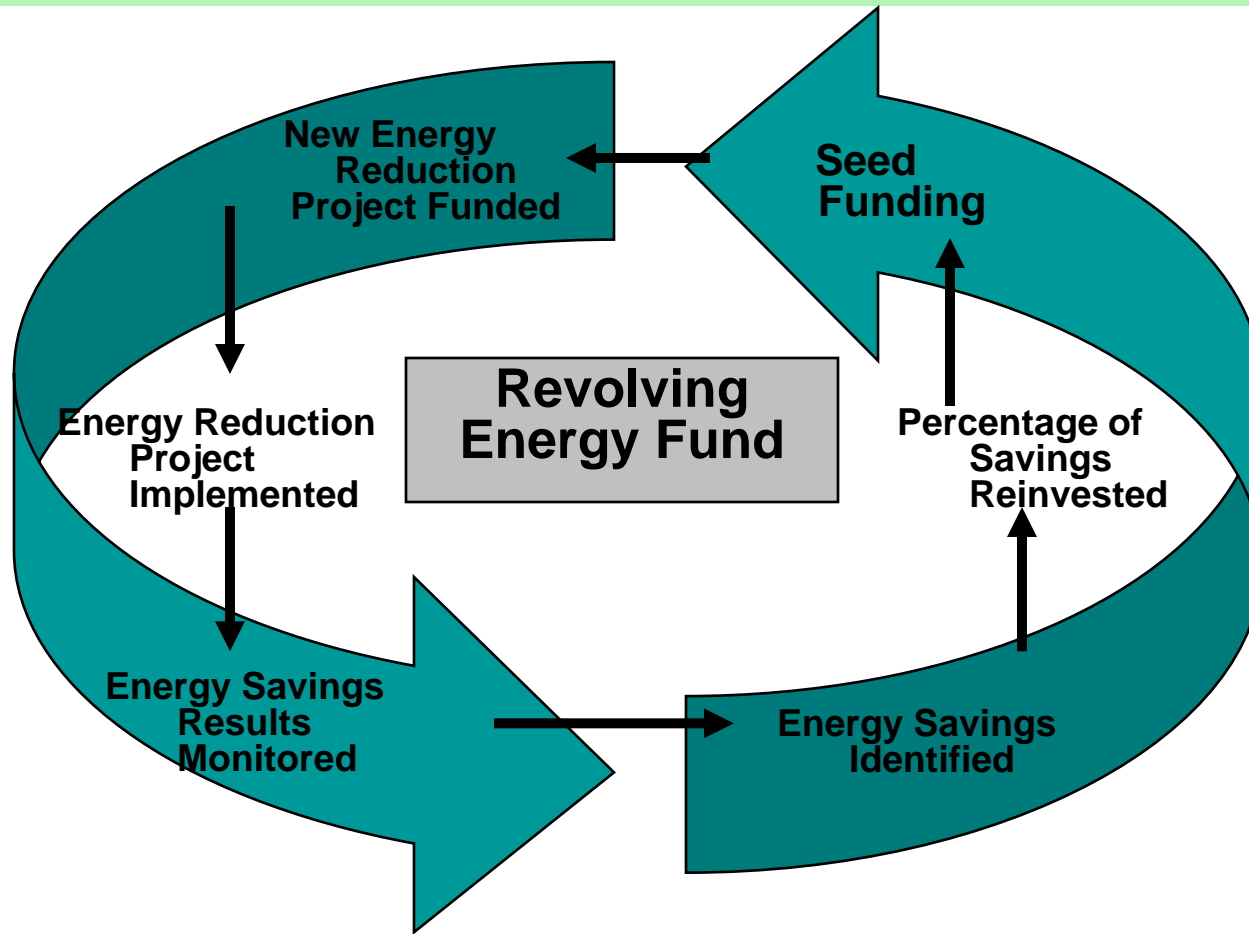 New Energy
Reduction
Project Funded
Seed
Funding
Revolving
Energy Fund
Energy Reduction
Project
Implemented
Percentage of
Savings
Reinvested
Energy Savings
Results
Monitored
Energy Savings
Identified